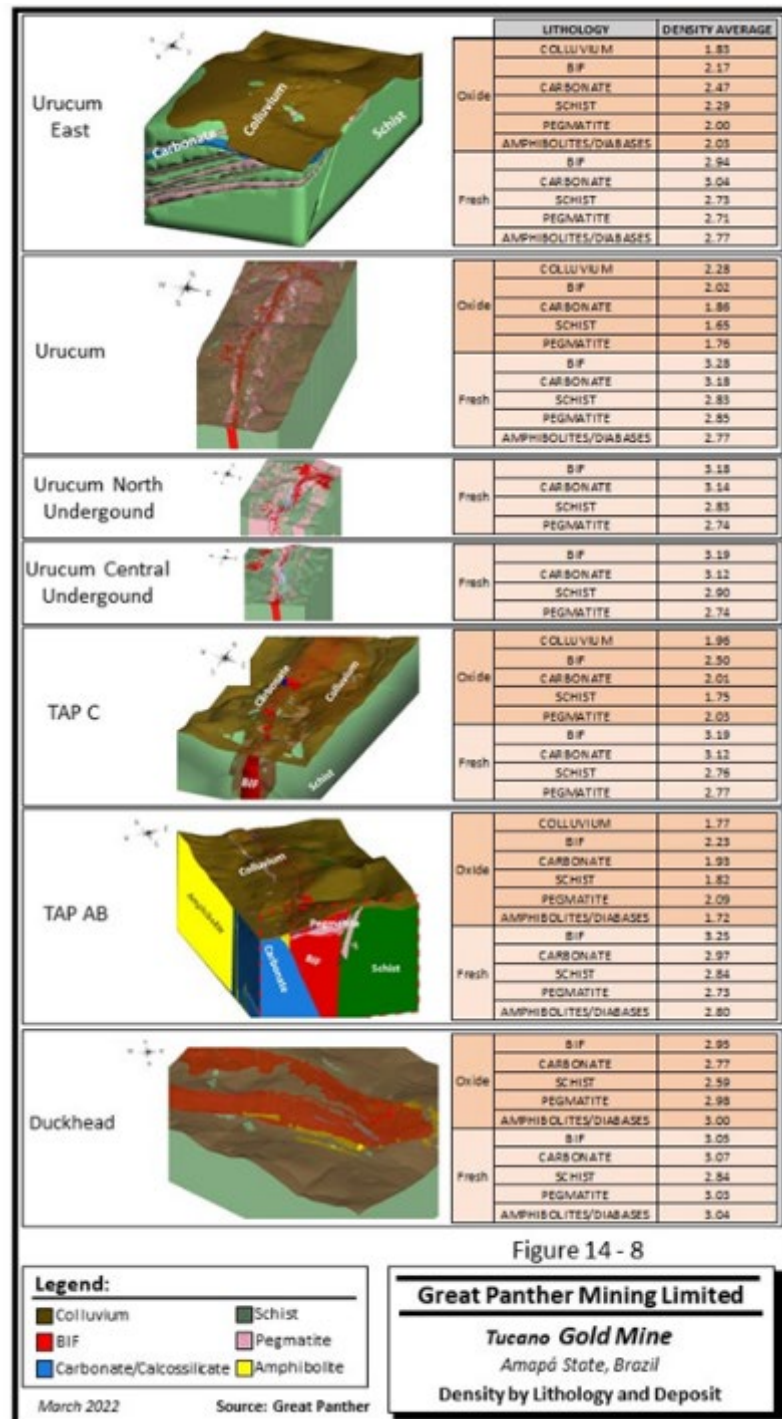 LITHOLOGY DENSITY AVERAGE
Urucum East
Carbonate
Colluvium
Schist
Oxide
COLLUVIUM 1.83
BIF 2.17
CARBONATE 2.47
SCHIST 2.29
PEGMATITE 2.00
AMPHIBOLITES/DIABASES 2.03
Fresh
BIF 2.94
CARBONATE 3.04
SCHIST 2.73
PEGMATITE 2.71
AMPHIBOLITES/DIABASES 2.77
Urucum
Oxide
COLLUVIUM 2.28
BIF 2.02
CARBONATE 1.86
SCHIST 1.65
PEGMATITE 1.76
Fresh
BIF 3.28
CARBONATE 3.18
SCHIST 2.83
PEGMATITE 2.85
AMPHIBOLITES/DIABASES 2.77
Urucum North
Undergound
Fresh
BIF 3.18
CARBONATE 3.14
SCHIST 2.83
PEGMATITE 2.74
Urucum Central
Undergound
Fresh
BIF 3.19
CARBONATE 3.12
SCHIST 2.90
PEGMATITE 2.74
TAP C
Carbonate
Colluvium
Schist
BIF
Oxide
COLLUVIUM 1.96
BIF 2.50
CARBONATE 2.01
SCHIST 1.75
PEGMATITE 2.03
Fresh
BIF 3.19
CARBONATE 3.12
SCHIST 2.76
PEGMATITE 2.77
TAP AB
Colluvium
Amphibolite
Pegmatite
Carbonate
BIF
Schist
Oxide
COLLUVIUM 1.77
BIF 2.23
CARBONATE 1.93
SCHIST 1.82
PEGMATITE 2.09
AMPHIBOLITES/DIABASES 1.72
Fresh
BIF 3.25
CARBONATE 2.97
SCHIST 2.84
PEGMATITE 2.73
AMPHIBOLITES/DIABASES 2.80
Duckhead
Oxide
BIF 2.95
CARBONATE 2.77
SCHIST 2.59
PEGMATITE 2.98
AMPHIBOLITES/DIABASES 3.00
Fresh
BIF 3.05
CARBONATE 3.07
SCHIST 2.84
PEGMATITE 3.03
AMPHIBOLITES/DIABASES 3.04
Figure 14 - 8
Legend:
Colluvium Schist
BIF Pegmatite
Carbonate/Calcossilicate Amphibolite
March 2022 Source: Great Panther
Great Panther Mining Limited
Tucano Gold Mine
Amapá State, Brazil
Density by Lithology and Deposit